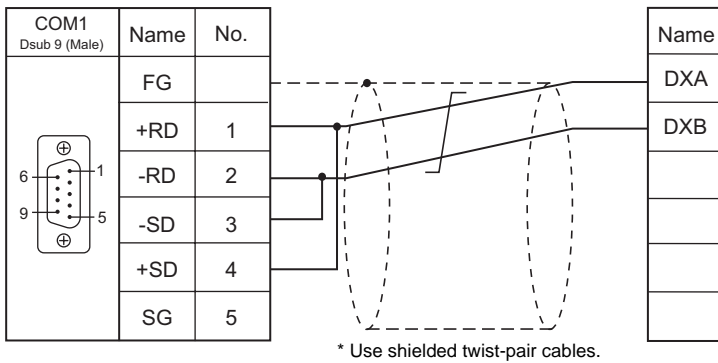 COM1
Dsub 9 (Male)
Name No.
FG
+RD 1
-RD 2
-SD 3
+SD 4
SG 5
6 1
9 5
Name
DXA
DXB
* Use shielded twist-pair cables.